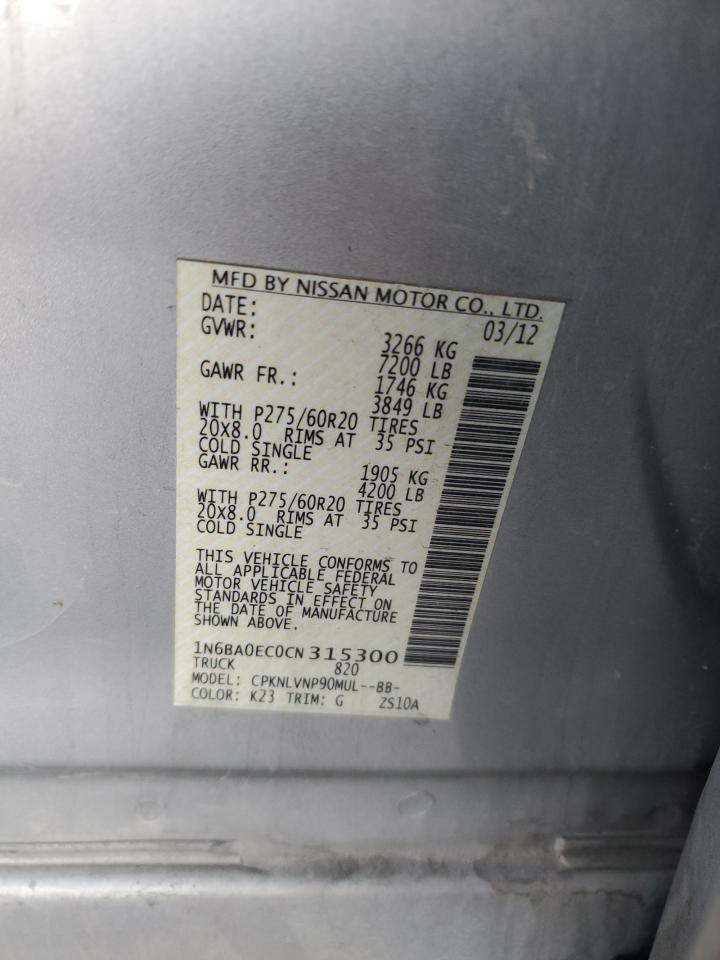 MFD BY NISSAN MOTOR CO., LTD.
DATE: 03/12
GVWR: 3266 KG
7200 LB
GAWR FR.: 1746 KG
3849 LB
WITH P275/60R20 TIRES
20X8.0 RIMS AT 35 PSI
COLD SINGLE
GAWR RR.: 1905 KG
4200 LB
WITH P275/60R20 TIRES
20X8.0 RIMS AT 35 PSI
COLD SINGLE
THIS VEHICLE CONFORMS TO
ALL APPLICABLE FEDERAL
MOTOR VEHICLE SAFETY
STANDARDS IN EFFECT ON
THE DATE OF MANUFACTURE
SHOWN ABOVE.
1N6BA0EC0CN315300
TRUCK 820
MODEL: CPKNLVNP90MUL--BB-
COLOR: K23 TRIM: G ZS10A